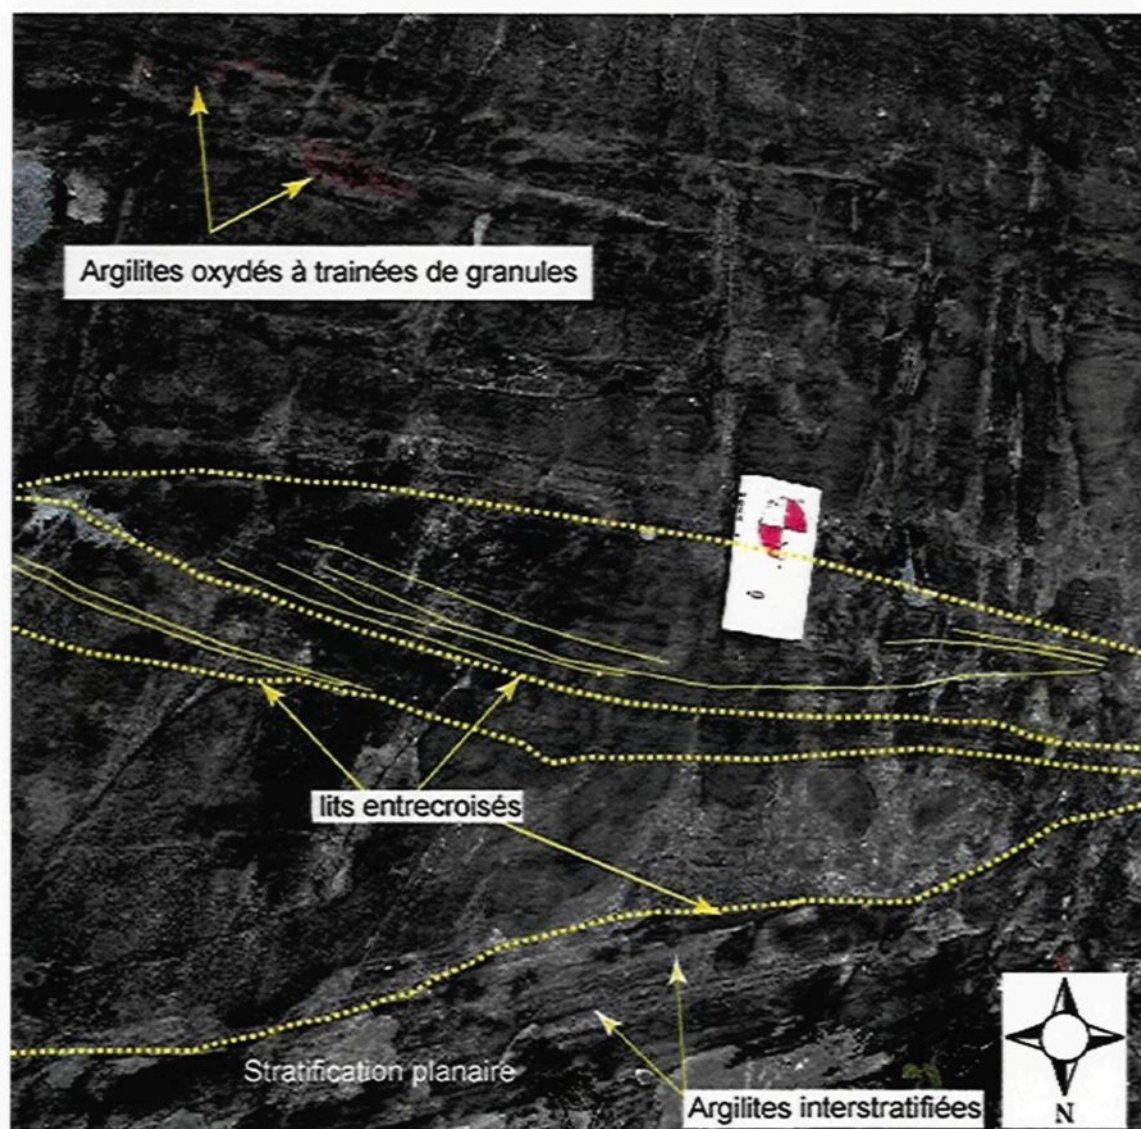 Argilites oxydés à trainées de granules
lits entrecroisés
Stratification planaire
Argilites interstratifiées
N